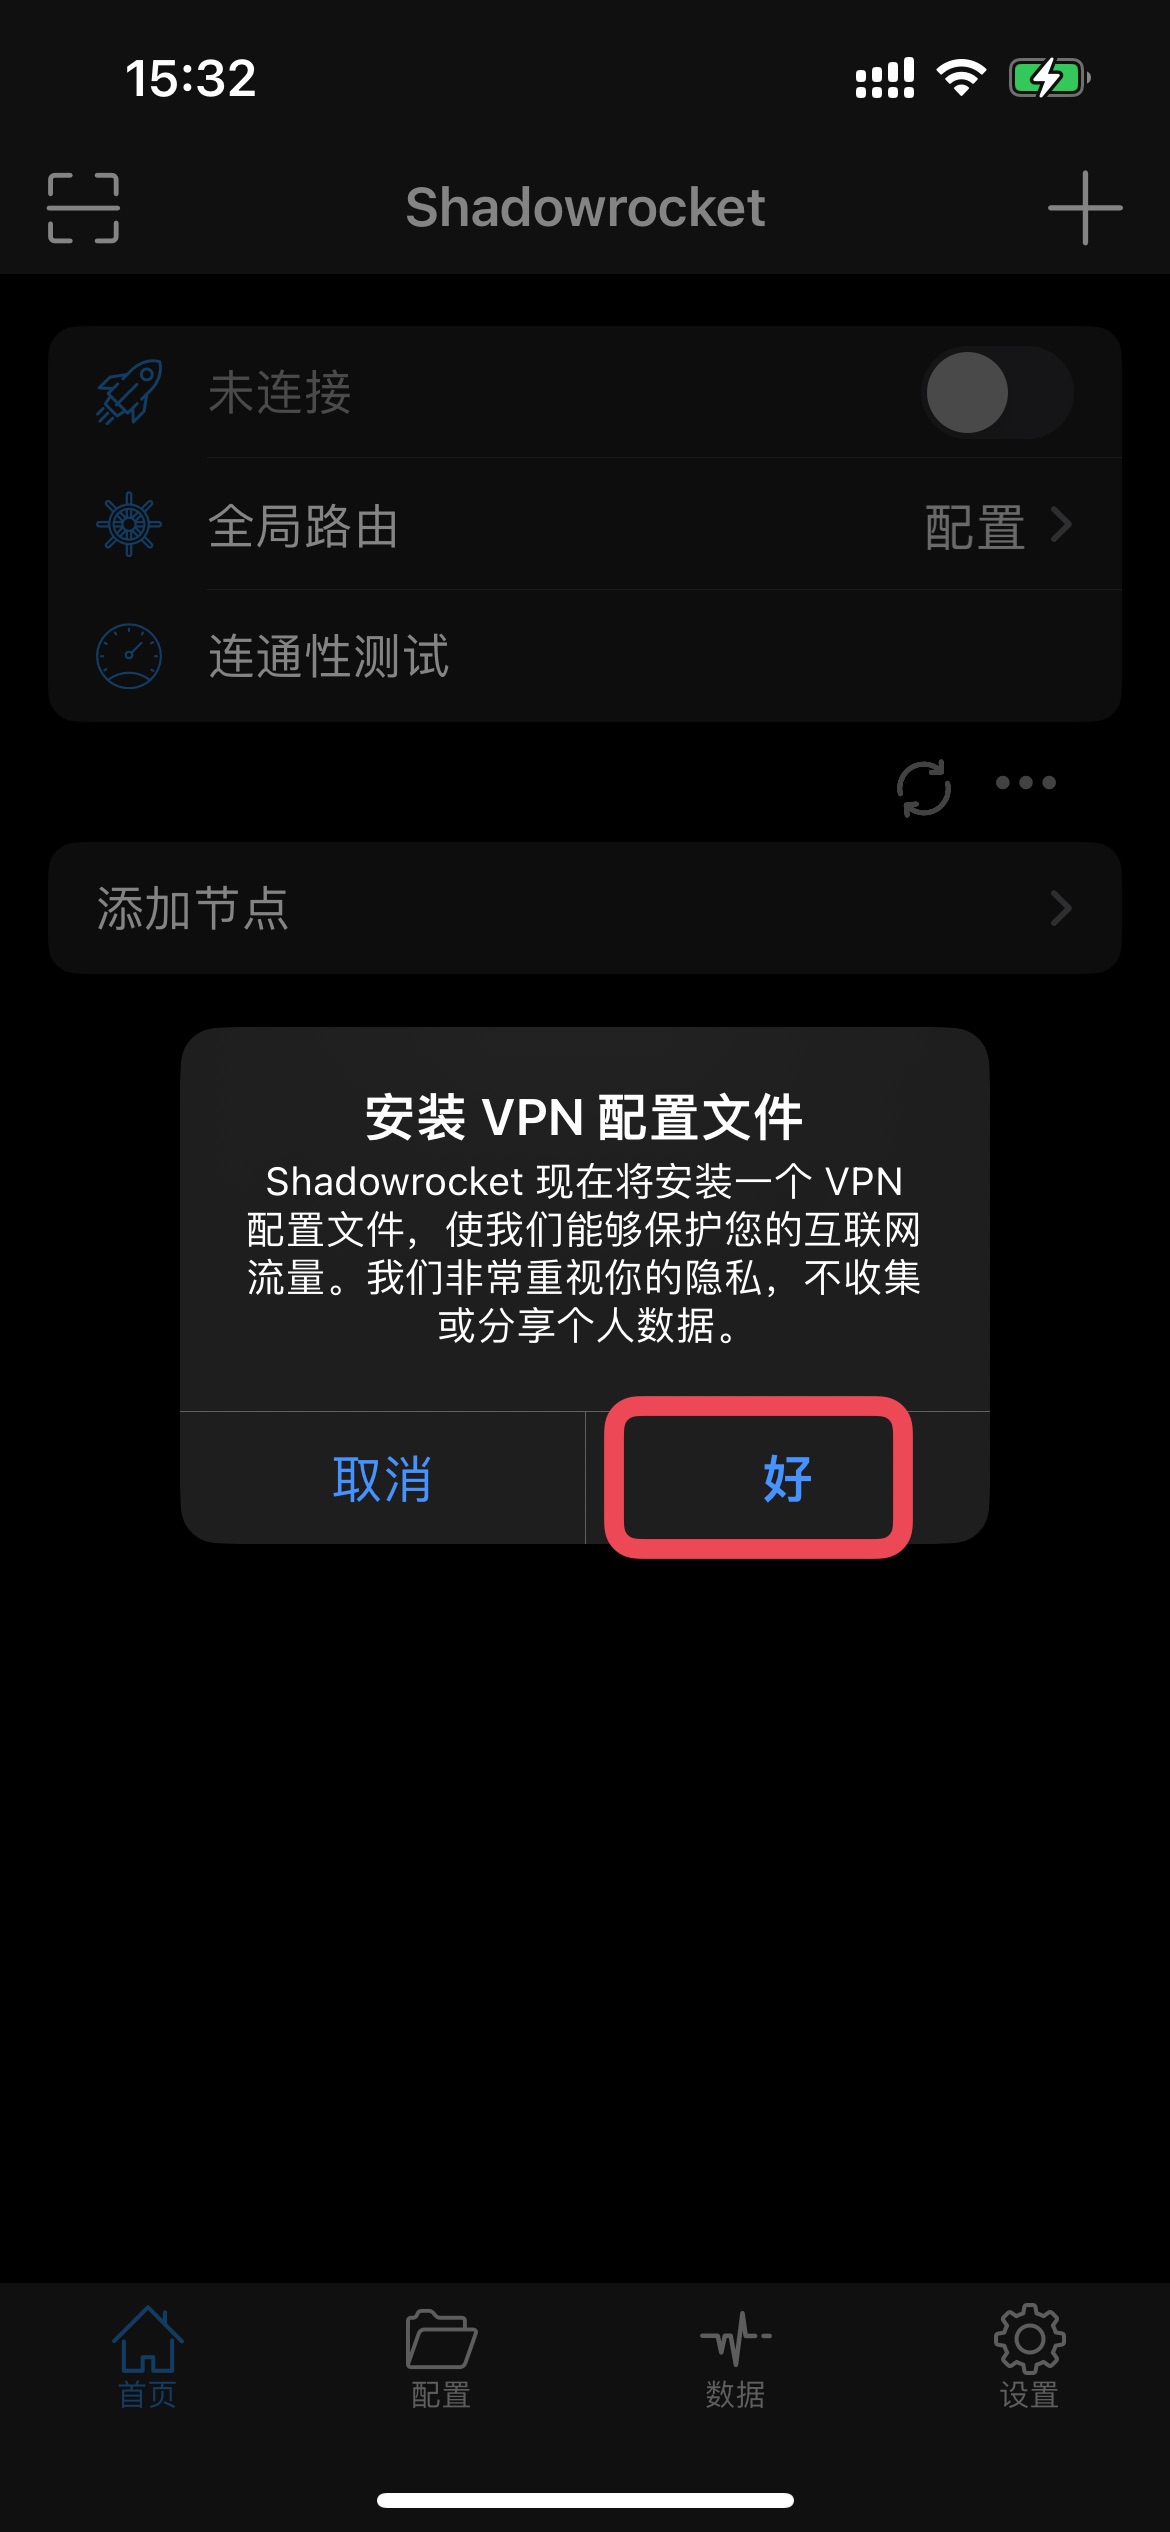 15:32
Shadowrocket
未连接
全局路由 配置
连通性测试
添加节点
安装 VPN 配置文件
Shadowrocket 现在将安装一个 VPN
配置文件，使我们能够保护您的互联网
流量。我们非常重视你的隐私，不收集
或分享个人数据。
取消 好
首页 配置 数据 设置